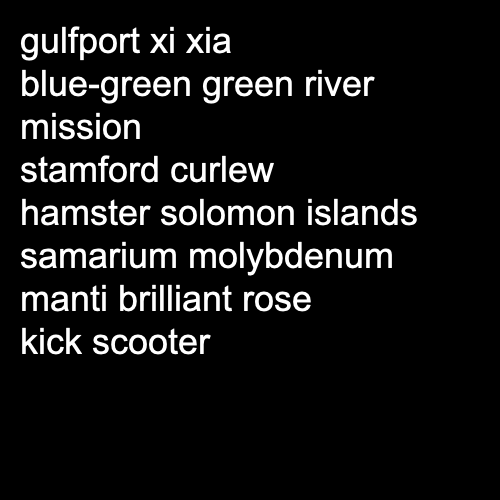 gulfport xi xia
blue-green green river
mission
stamford curlew
hamster solomon islands
samarium molybdenum
manti brilliant rose
kick scooter